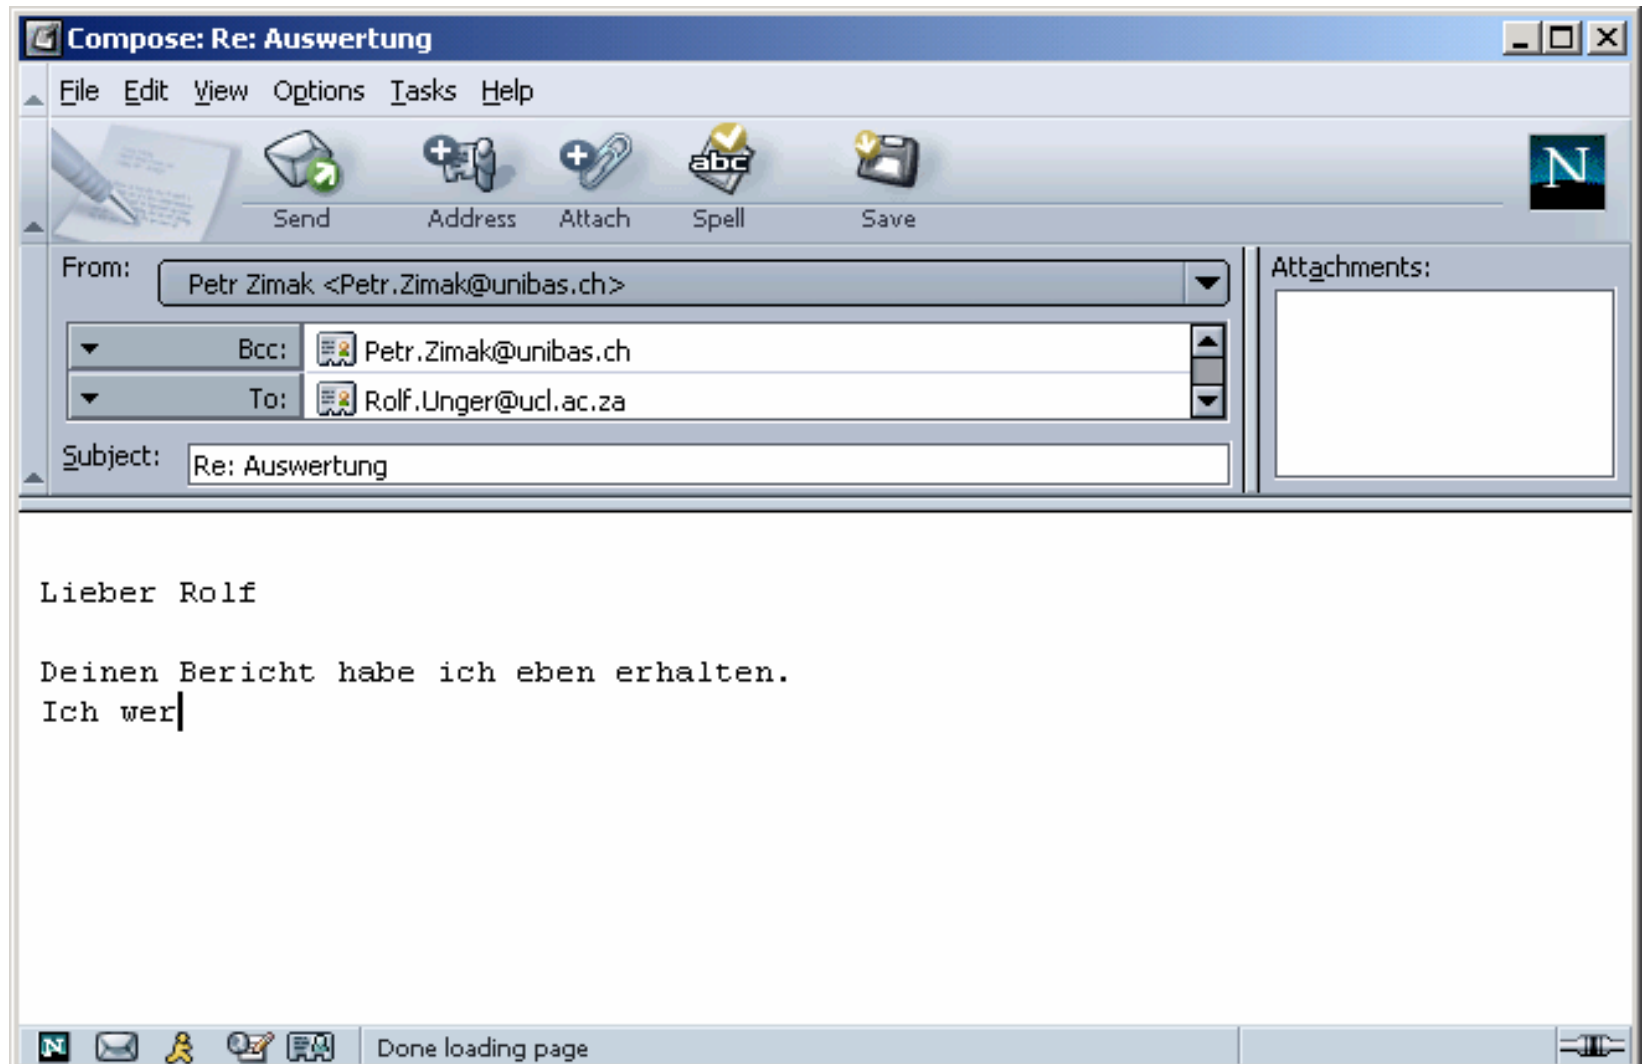 Compose: Re: Auswertung
File Edit View Options Tasks Help
abc
N
Send Address Attach Spell Save
From: Petr Zimak <Petr.Zimak@unibas.ch>
Attachments:
Bcc: Petr.Zimak@unibas.ch
To: Rolf.Unger@ucl.ac.za
Subject: Re: Auswertung
Lieber Rolf
Deinen Bericht habe ich eben erhalten.
Ich wer
N Done loading page